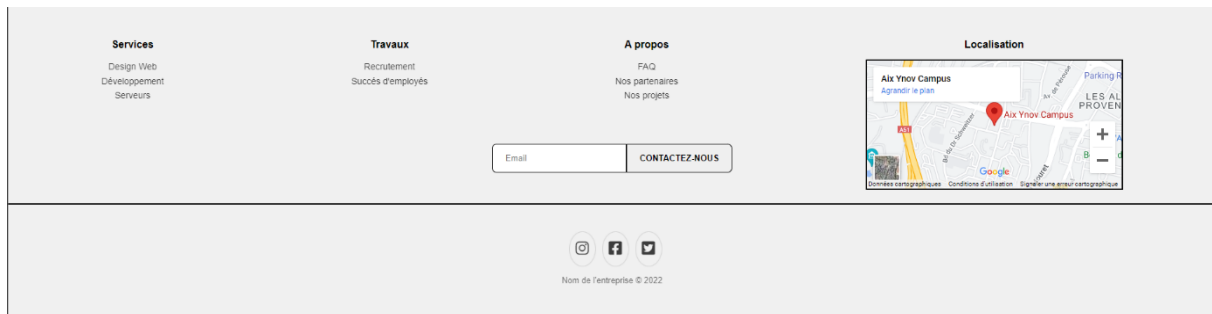 Services
Design Web
Développement
Serveurs
Travaux
Recrutement
Succés d'employés
A propos
FAQ
Nos partenaires
Nos projets
Localisation
Aix Ynov Campus
Agrandir le plan
Parking
LES
PROVEN
Aix Ynov Campus
A51
Google
Données cartographiques Conditions d'utilisation Signaler une erreur cartographique
Email
CONTACTEZ-NOUS
Nom de l'entreprise © 2022